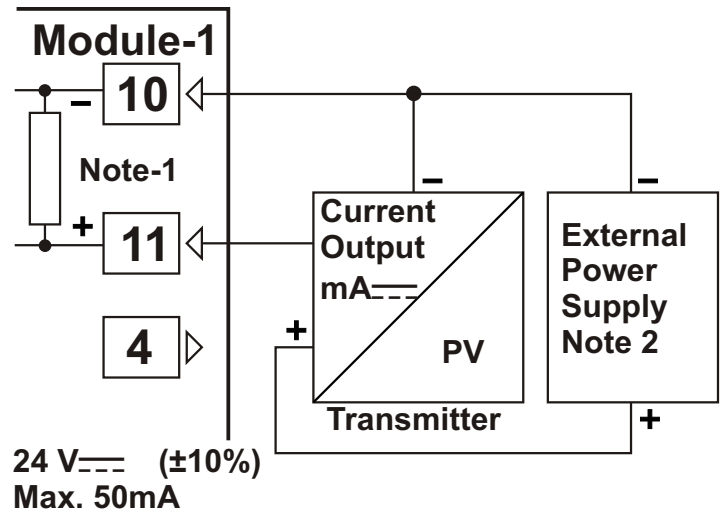 Module-1
−
10
−
−
Note-1
Current
Output
mA
External
Power
Supply
Note 2
+
11
4
+
PV
Transmitter
+
24 V (±10%)
Max. 50mA